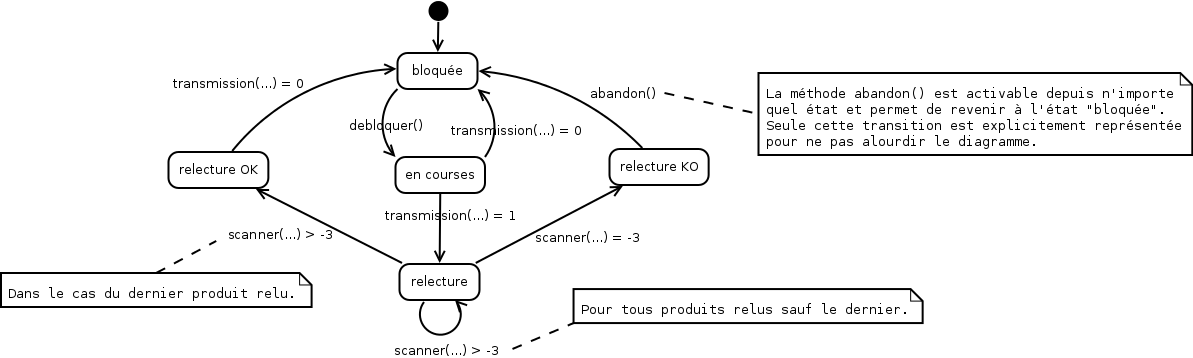 bloquée
transmission(...) = 0
abandon()
La méthode abandon() est activable depuis n'importe
quel état et permet de revenir à l'état "bloquée".
Seule cette transition est explicitement représentée
pour ne pas alourdir le diagramme.
debloquer()
transmission(...) = 0
relecture OK
en courses
relecture KO
transmission(...) = 1
scanner(...) > -3
scanner(...) = -3
relecture
Dans le cas du dernier produit relu.
Pour tous produits relus sauf le dernier.
scanner(...) > -3